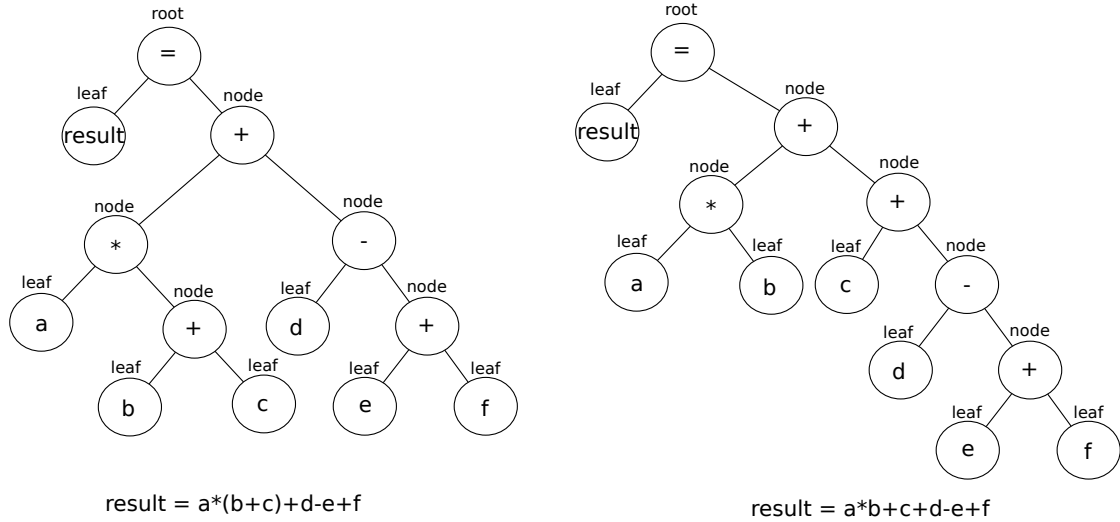 root
=
leaf
result
node
+
node
*
node
-
leaf
a
node
+
leaf
d
node
+
leaf
b
leaf
c
leaf
e
leaf
f
result = a*(b+c)+d-e+f
root
=
leaf
result
node
+
node
*
node
+
leaf
a
leaf
b
leaf
c
node
-
leaf
d
node
+
leaf
e
leaf
f
result = a*b+c+d-e+f